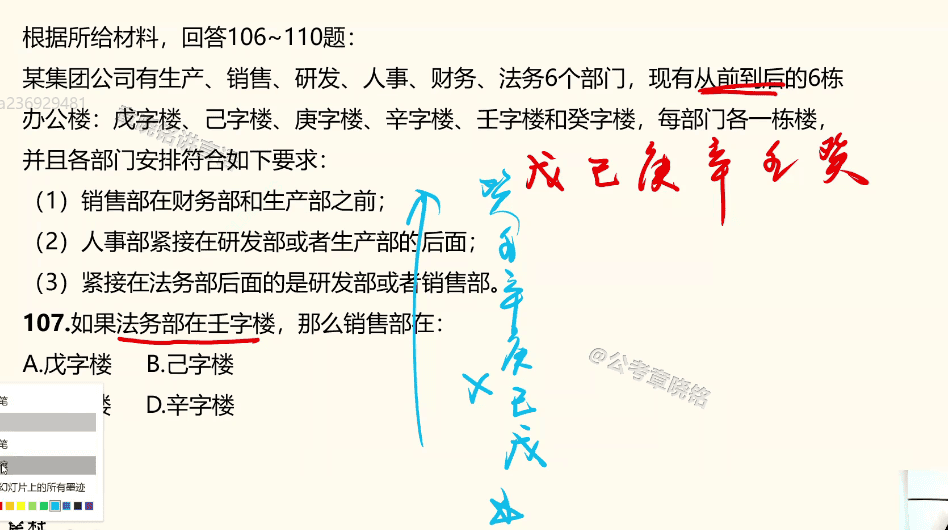 根据所给材料，回答106~110题：
某集团公司有生产、销售、研发、人事、财务、法务6个部门，现有从前到后的6栋
a236929481
办公楼：戊字楼、己字楼、庚字楼、辛字楼、壬字楼和癸字楼，每部门各一栋楼，
并且各部门安排符合如下要求：
戊己庚辛壬癸
（1）销售部在财务部和生产部之前；
（2）人事部紧接在研发部或者生产部的后面；
（3）紧接在法务部后面的是研发部或者销售部。
癸
壬
辛
庚
己
戊
107.如果法务部在壬字楼，那么销售部在：
A.戊字楼 B.己字楼
楼 D.辛字楼
@公考章晓铭
笔
笔
幻灯片上的所有墨迹